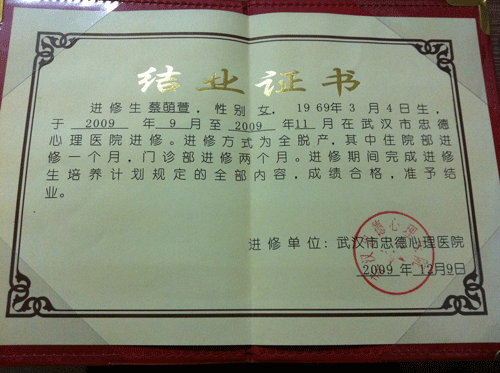 结业证书
进修生蔡萌萱，性别女，1969年3月4日生，
于 2009 年9月至2009 年11月在武汉市忠德
心理医院进修。进修方式为全脱产，其中住院部进
修一个月，门诊部进修两个月。进修期间完成进修
生培养计划规定的全部内容，成绩合格，准予结
业。
进修单位：武汉市忠德心理医院
2009 年12月9日